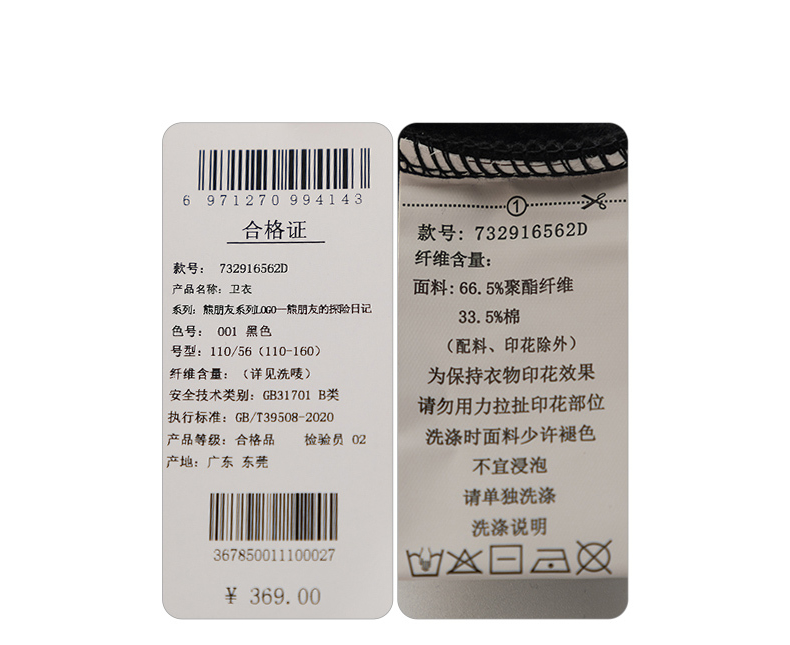 6 971270 994143
合格证
款号： 732916562D
产品名称：卫衣
系列：熊朋友系列LOGO—熊朋友的探险日记
色号： 001 黑色
号型：110/56（110-160）
纤维含量：（详见洗唛）
安全技术类别：GB31701 B类
执行标准：GB/T39508-2020
产品等级：合格品 检验员 02
产地：广东 东莞
367850011100027
¥ 369.00
1
款号: 732916562D
纤维含量:
面料:66.5%聚酯纤维
33.5%棉
（配料、印花除外）
为保持衣物印花效果
请勿用力拉扯印花部位
洗涤时面料少许褪色
不宜浸泡
请单独洗涤
洗涤说明